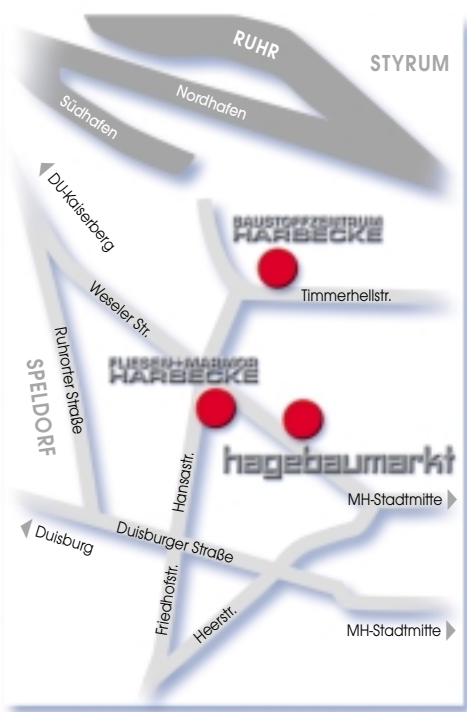 RUHR
STYRUM
Nordhafen
Südhafen
DU-Kaiserberg
BAUSTOFFZENTRUM
HARBECKE
Timmerhellstr.
Weseler Str.
Ruhrorter Straße
SPELDORF
FLIESEN+MARMOR
HARBECKE
hagebaumarkt
Hansastr.
MH-Stadtmitte
Duisburg
Duisburger Straße
Friedhofstr.
Heerstr.
MH-Stadtmitte